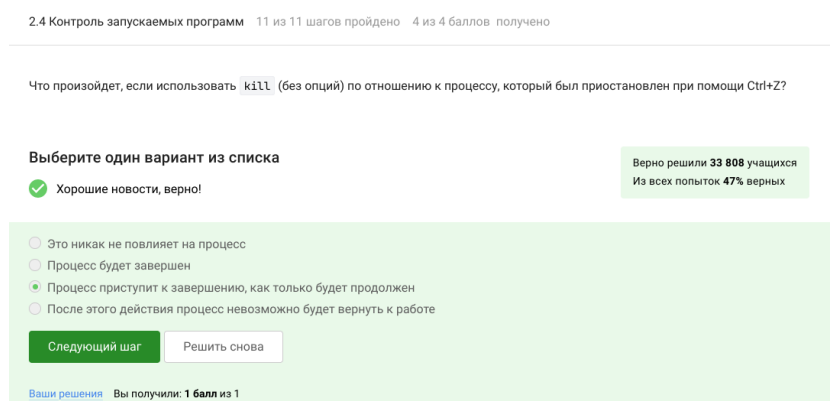 2.4 Контроль запускаемых программ 11 из 11 шагов пройдено 4 из 4 баллов получено
Что произойдет, если использовать kill (без опций) по отношению к процессу, который был приостановлен при помощи Ctrl+Z?
Выберите один вариант из списка
Хорошие новости, верно!
Верно решили 33 808 учащихся
Из всех попыток 47% верных
Это никак не повлияет на процесс
Процесс будет завершен
Процесс приступит к завершению, как только будет продолжен
После этого действия процесс невозможно будет вернуть к работе
Следующий шаг Решить снова
Ваши решения Вы получили: 1 балл из 1